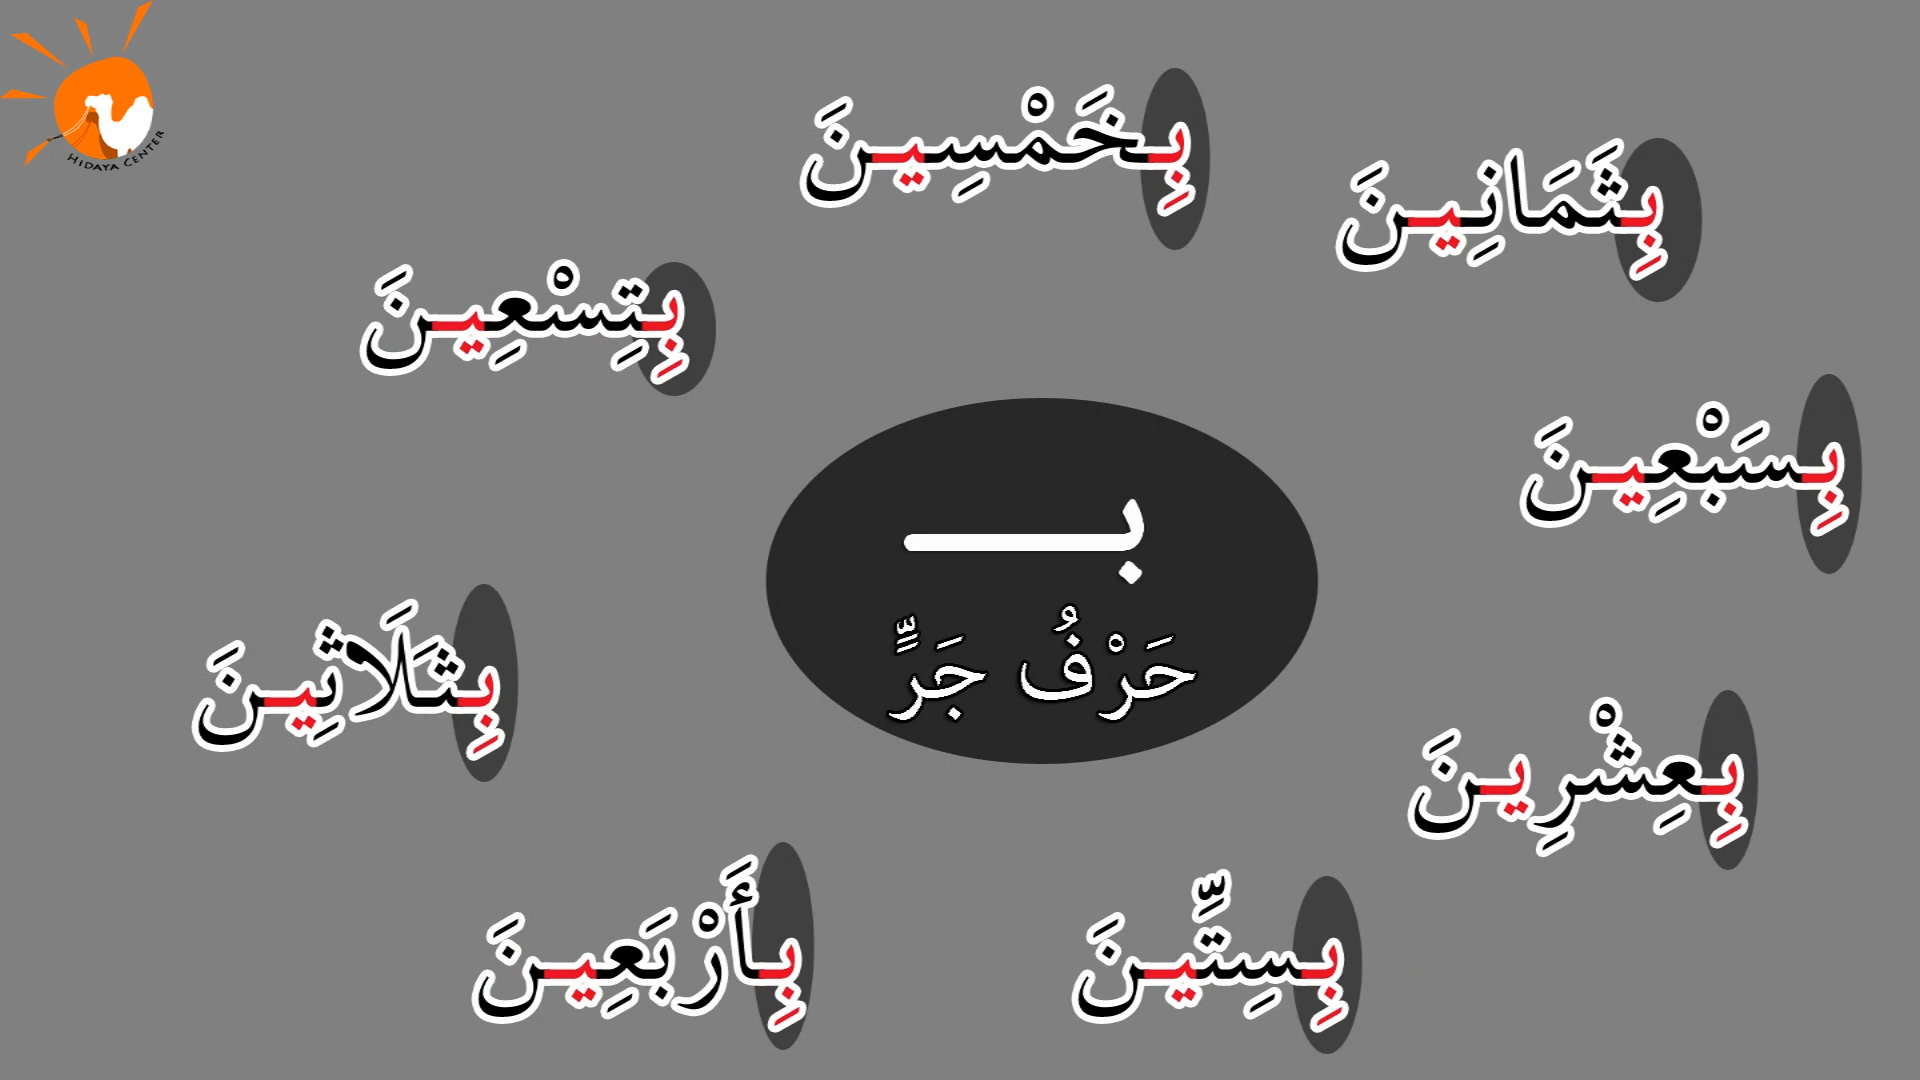 HIDAYA CENTER
بِخَمْسِينَ
بِثَمَانِينَ
بِتِسْعِينَ
بِسَبْعِينَ
بـــ
حَرْفُ جَرٍّ
بِثَلَاثِينَ
بِعِشْرِينَ
بِأَرْبَعِينَ
بِسِتِّينَ